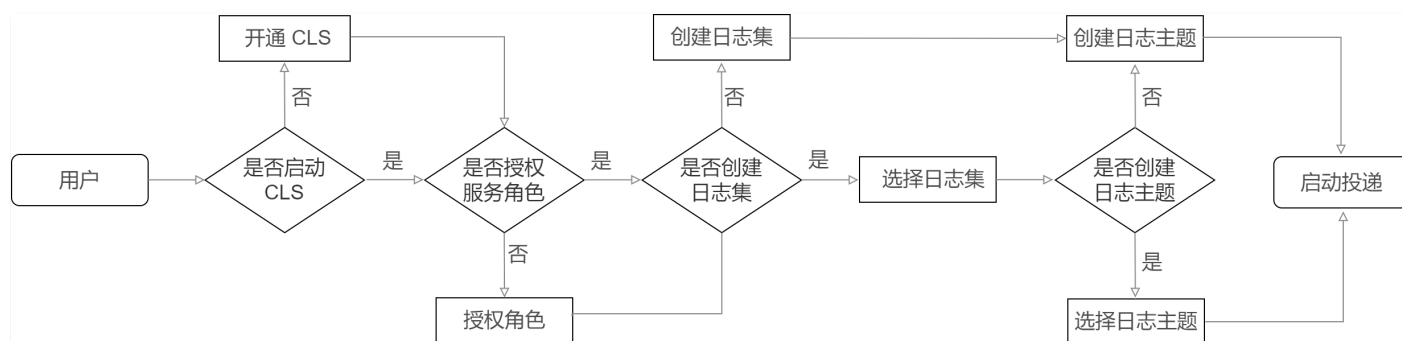 开通 CLS
创建日志集
创建日志主题
否
否
否
用户
是否启动
CLS
是
是否授权
服务角色
是
是否创建
日志集
是
选择日志集
是否创建
日志主题
启动投递
否
是
授权角色
选择日志主题